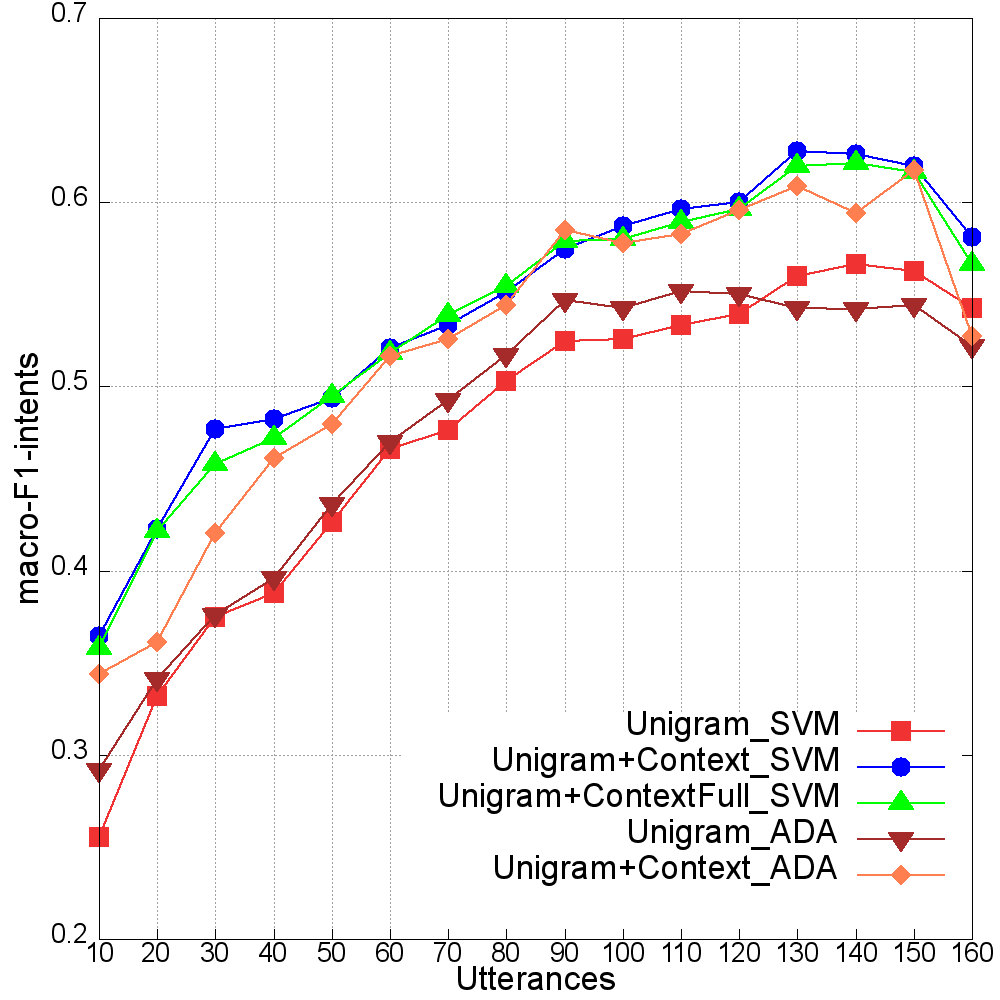 0.7
0.6
0.5
0.4
0.3
0.2
macro-F1-intents
Unigram_SVM
Unigram+Context_SVM
Unigram+ContextFull_SVM
Unigram_ADA
Unigram+Context_ADA
10 20 30 40 50 60 70 80 90 100 110 120 130 140 150 160
Utterances